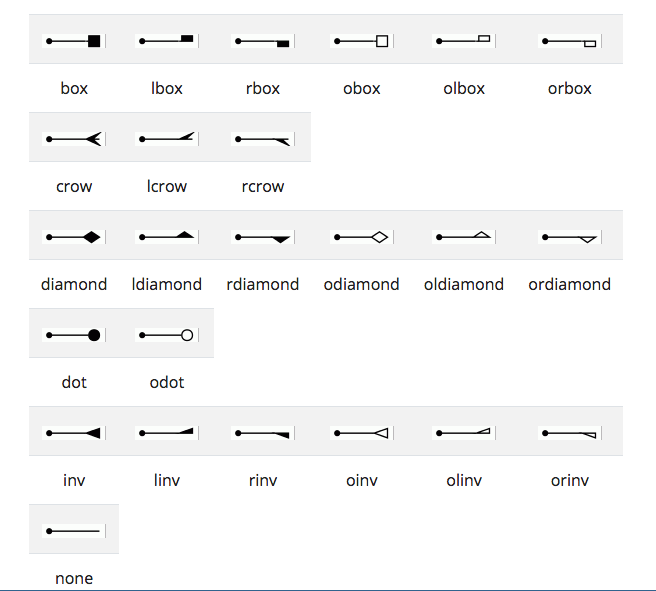 box lbox rbox obox olbox orbox
crow lcrow rcrow
diamond ldiamond rdiamond odiamond oldiamond ordiamond
dot odot
inv linv rinv oinv olinv orinv
none